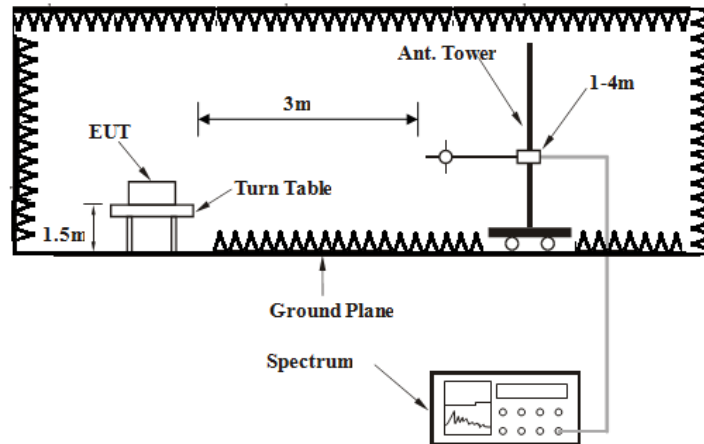 Ant. Tower
1-4m
3m
EUT
Turn Table
1.5m
Ground Plane
Spectrum